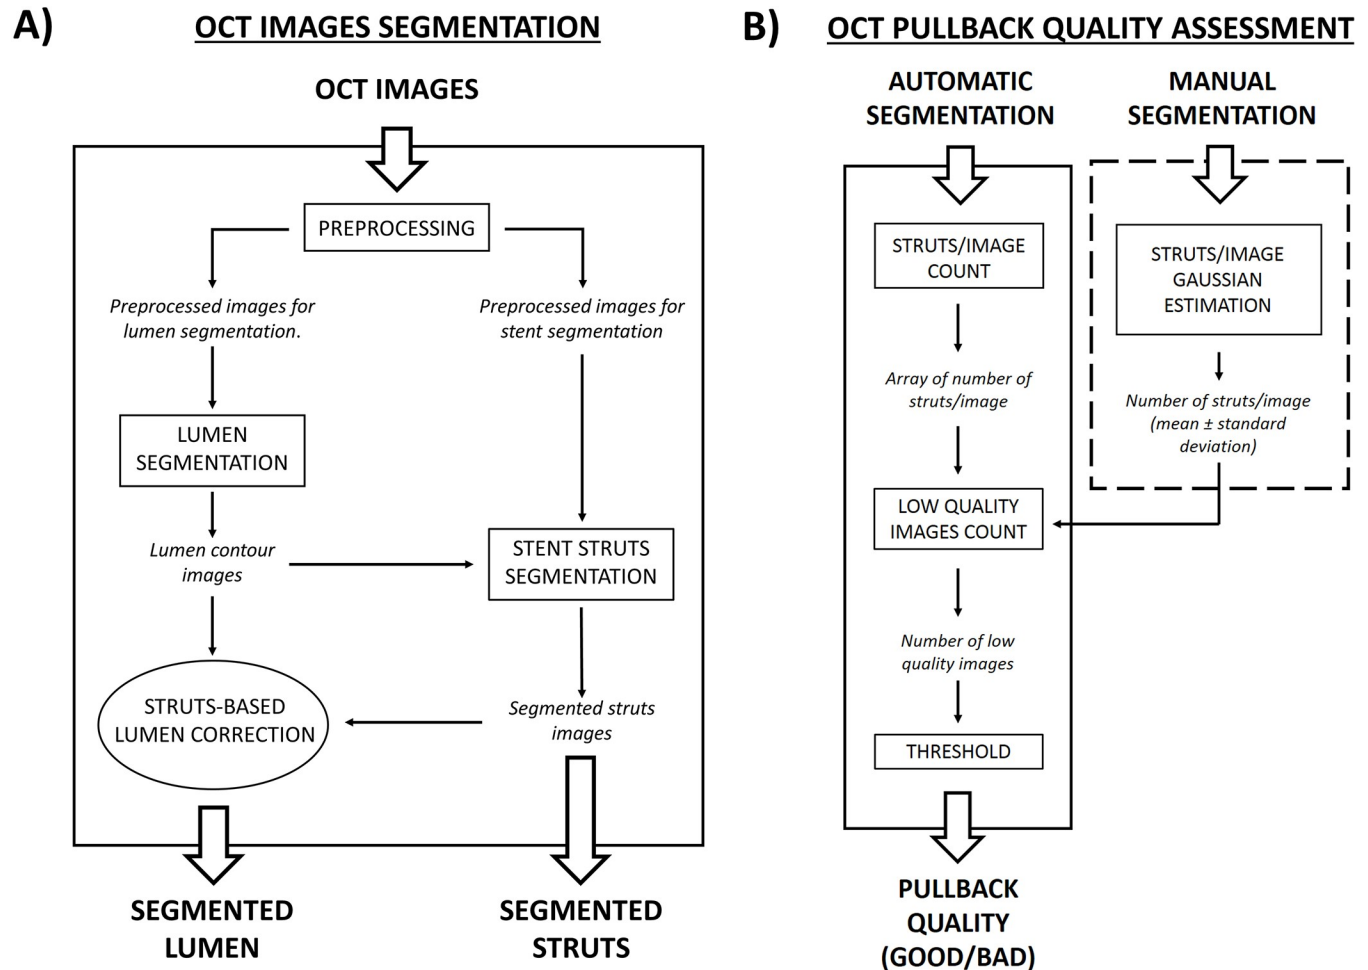 A)
OCT IMAGES SEGMENTATION
OCT IMAGES
PREPROCESSING
Preprocessed images for
lumen segmentation.
Preprocessed images for
stent segmentation
LUMEN
SEGMENTATION
Lumen contour
images
STENT STRUTS
SEGMENTATION
STRUTS-BASED
LUMEN CORRECTION
Segmented struts
images
SEGMENTED
LUMEN
SEGMENTED
STRUTS
B)
OCT PULLBACK QUALITY ASSESSMENT
AUTOMATIC
SEGMENTATION
MANUAL
SEGMENTATION
STRUTS/IMAGE
COUNT
STRUTS/IMAGE
GAUSSIAN
ESTIMATION
Array of number of
struts/image
Number of struts/image
(mean ± standard
deviation)
LOW QUALITY
IMAGES COUNT
Number of low
quality images
THRESHOLD
PULLBACK
QUALITY
(GOOD/BAD)